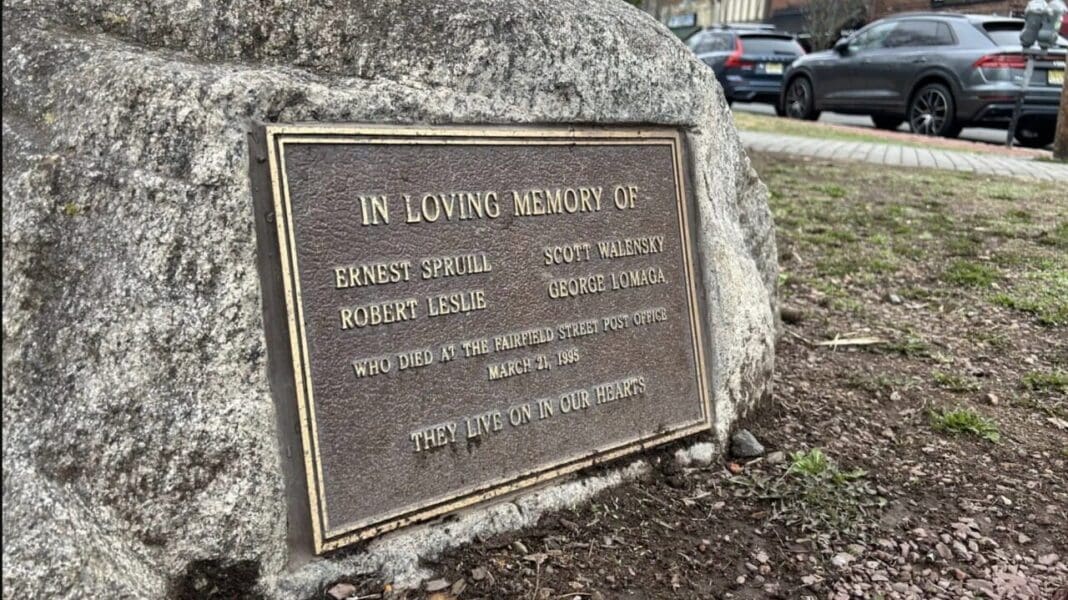 IN LOVING MEMORY OF
ERNEST SPRUILL SCOTT WALENSKY
ROBERT LESLIE GEORGE LOMAGA
WHO DIED AT THE FAIRFIELD STREET POST OFFICE
MARCH 21, 1995
THEY LIVE ON IN OUR HEARTS